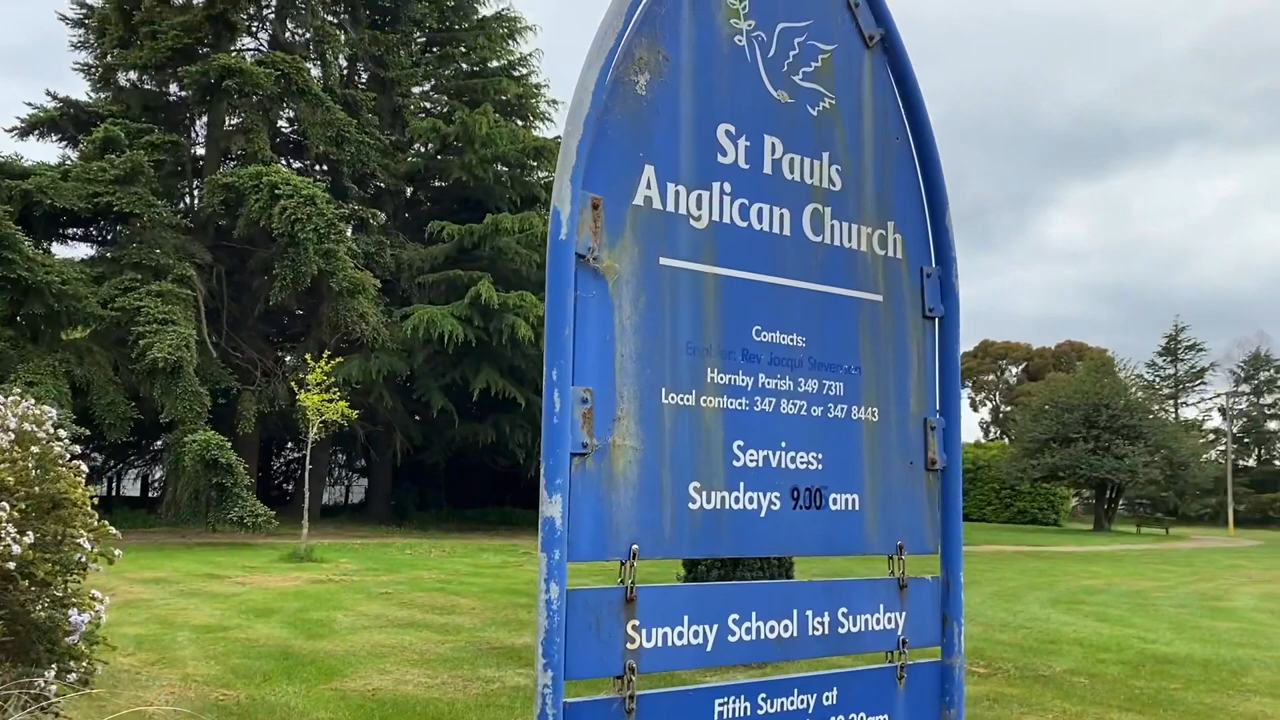 St Pauls
Anglican Church
Contacts:
Enabler: Rev Jacqui Stevenson
Hornby Parish 349 7311
Local contact: 347 8672 or 347 8443
Services:
Sundays 9.00 am
Sunday School 1st Sunday
Fifth Sunday at